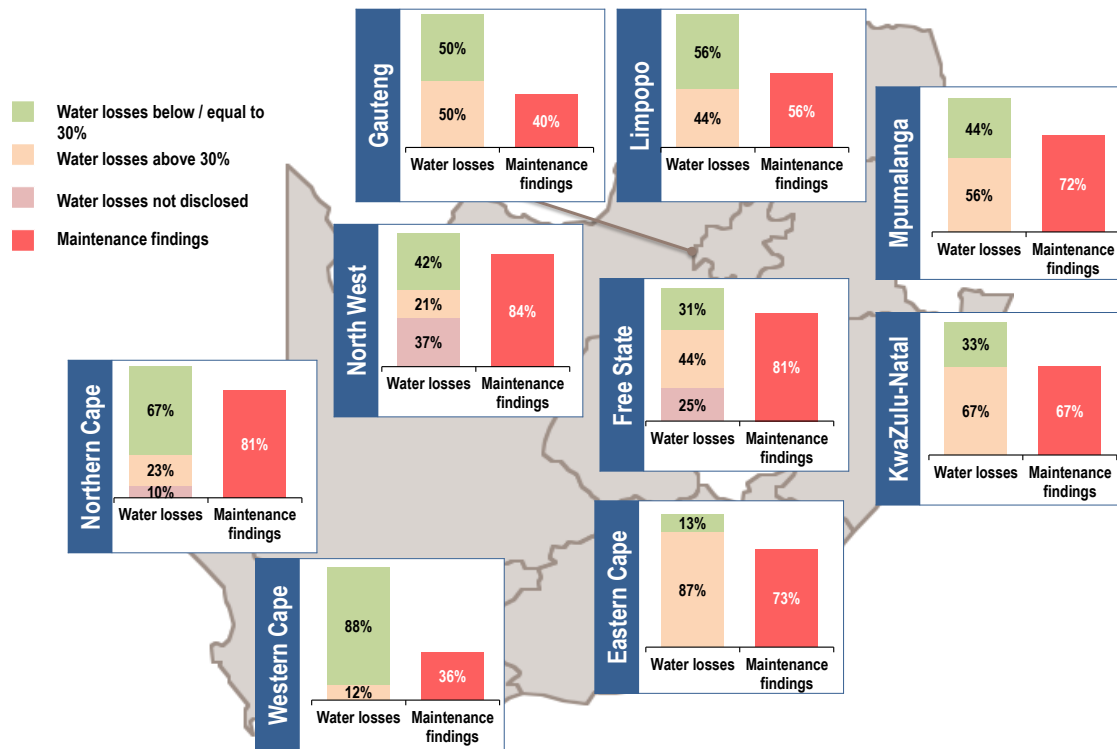 Water losses below / equal to
30%
Water losses above 30%
Water losses not disclosed
Maintenance findings
Gauteng
50%
50%
40%
Water losses
Maintenance
findings
Limpopo
56%
44%
56%
Water losses
Maintenance
findings
Mpumalanga
44%
56%
72%
Water losses
Maintenance
findings
North West
42%
21%
37%
84%
Water losses
Maintenance
findings
Free State
31%
44%
25%
81%
Water losses
Maintenance
findings
KwaZulu-Natal
33%
67%
67%
Water losses
Maintenance
findings
Northern Cape
67%
23%
10%
81%
Water losses
Maintenance
findings
Western Cape
88%
12%
36%
Water losses
Maintenance
findings
Eastern Cape
13%
87%
73%
Water losses
Maintenance
findings